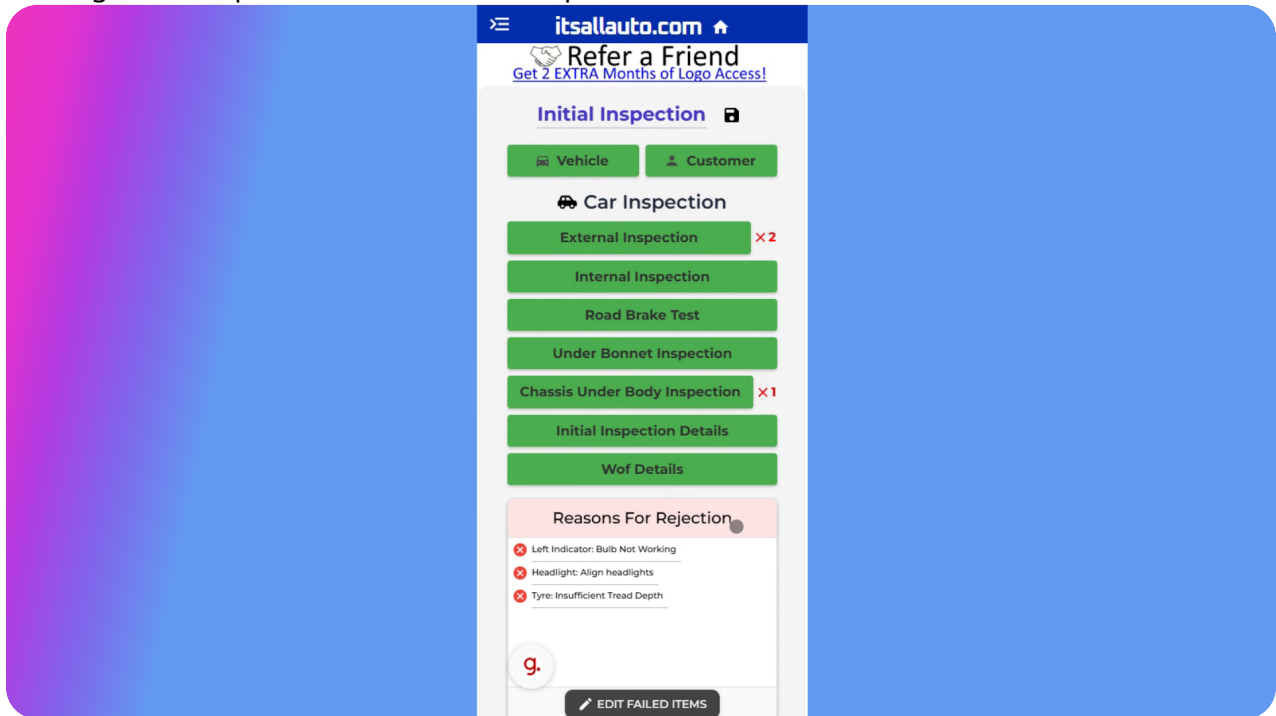 itsallauto.com
Refer a Friend
Get 2 EXTRA Months of Logo Access!
Initial Inspection
Vehicle Customer
Car Inspection
External Inspection ×2
Internal Inspection
Road Brake Test
Under Bonnet Inspection
Chassis Under Body Inspection ×1
Initial Inspection Details
Wof Details
Reasons For Rejection
Left Indicator: Bulb Not Working
Headlight: Align headlights
Tyre: Insufficient Tread Depth
g.
EDIT FAILED ITEMS